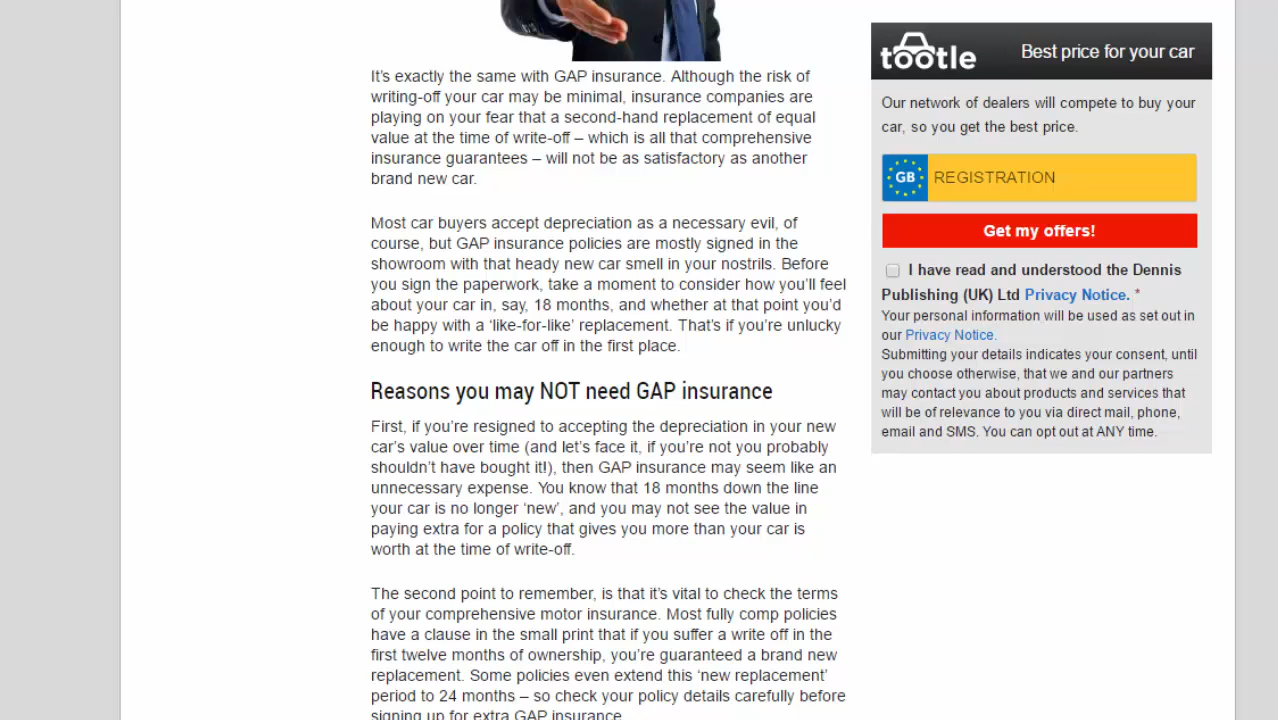 It's exactly the same with GAP insurance. Although the risk of
writing-off your car may be minimal, insurance companies are
playing on your fear that a second-hand replacement of equal
value at the time of write-off – which is all that comprehensive
insurance guarantees – will not be as satisfactory as another
brand new car.
Most car buyers accept depreciation as a necessary evil, of
course, but GAP insurance policies are mostly signed in the
showroom with that heady new car smell in your nostrils. Before
you sign the paperwork, take a moment to consider how you'll feel
about your car in, say, 18 months, and whether at that point you'd
be happy with a 'like-for-like' replacement. That's if you're unlucky
enough to write the car off in the first place.
Reasons you may NOT need GAP insurance
First, if you're resigned to accepting the depreciation in your new
car's value over time (and let's face it, if you're not you probably
shouldn't have bought it!), then GAP insurance may seem like an
unnecessary expense. You know that 18 months down the line
your car is no longer 'new', and you may not see the value in
paying extra for a policy that gives you more than your car is
worth at the time of write-off.
The second point to remember, is that it's vital to check the terms
of your comprehensive motor insurance. Most fully comp policies
have a clause in the small print that if you suffer a write off in the
first twelve months of ownership, you're guaranteed a brand new
replacement. Some policies even extend this 'new replacement'
period to 24 months – so check your policy details carefully before
signing up for extra GAP insurance.
tootle
Best price for your car
Our network of dealers will compete to buy your
car, so you get the best price.
GB REGISTRATION
Get my offers!
I have read and understood the Dennis
Publishing (UK) Ltd Privacy Notice. *
Your personal information will be used as set out in
our Privacy Notice.
Submitting your details indicates your consent, until
you choose otherwise, that we and our partners
may contact you about products and services that
will be of relevance to you via direct mail, phone,
email and SMS. You can opt out at ANY time.